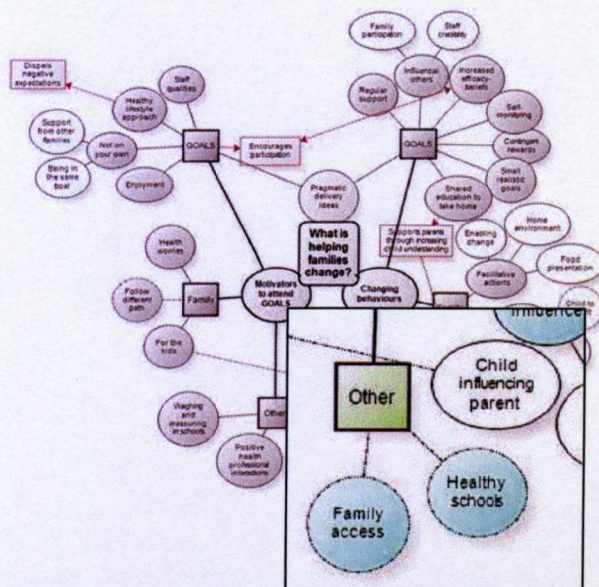 Family
participation
Staff
credibility
Dispels
negative
expectations
Staff
qualities
Influential
others
Increased
efficacy-
beliefs
Healthy
lifestyle
approach
Regular
support
Self-
monitoring
Support
from other
families
Not on
your own
GOALS
Encourages
participation
GOALS
Contingent
rewards
Being in
the same
boat
Enjoyment
Pragmatic
delivery
ideas
Small
realistic
goals
Shared
education to
take home
What is
helping
families
change?
Supports parents
through increasing
child understanding
Enabling
change
Home
environment
Health
worries
Facilitative
actions
Food
presentation
Follow
different
path
Family
Motivators
to attend
GOALS
Changing
behaviours
Child to
For the
kids
influence
Child
influencing
parent
Other
Weighing
and
measuring
in schools
Other
Positive
health
professional
interactions
Healthy
schools
Family
access